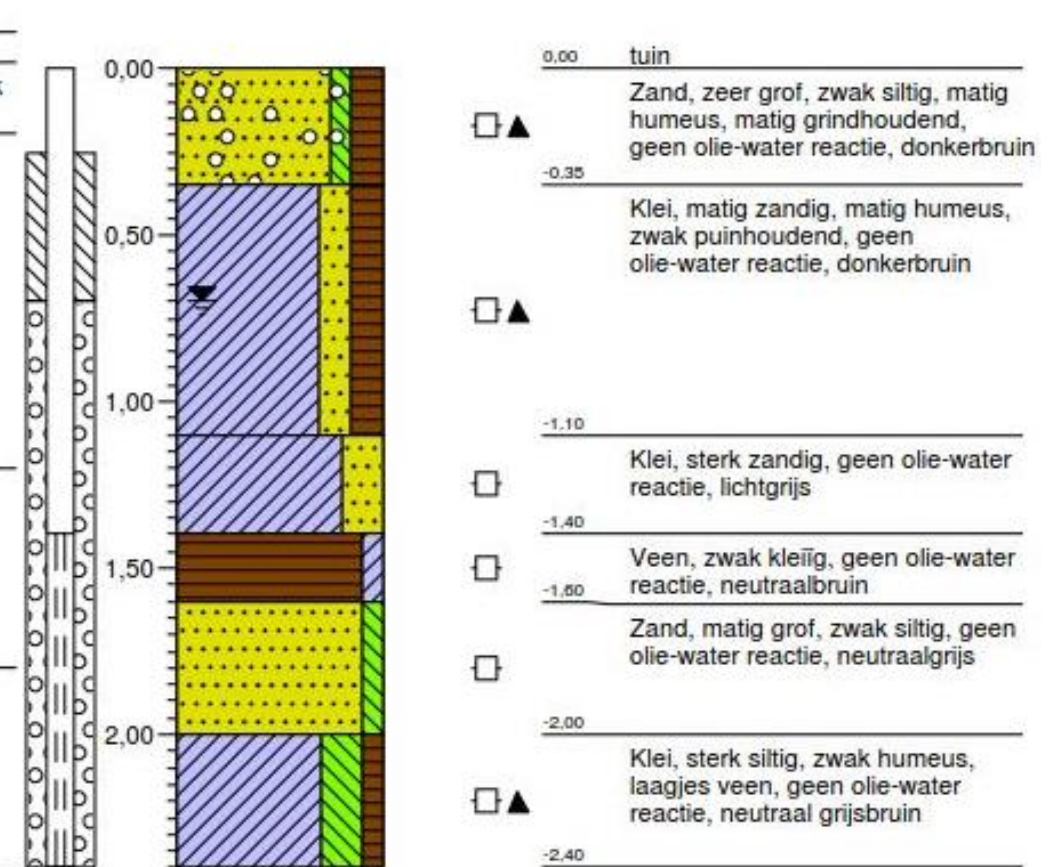 0,00
0,50
1,00
1,50
2,00
0,00 tuin
Zand, zeer grof, zwak siltig, matig
humeus, matig grindhoudend,
geen olie-water reactie, donkerbruin
-0,35
Klei, matig zandig, matig humeus,
zwak puinhoudend, geen
olie-water reactie, donkerbruin
-1,10
Klei, sterk zandig, geen olie-water
reactie, lichtgrijs
-1,40
Veen, zwak kleiïg, geen olie-water
reactie, neutraalbruin
-1,60
Zand, matig grof, zwak siltig, geen
olie-water reactie, neutraalgrijs
-2,00
Klei, sterk siltig, zwak humeus,
laagjes veen, geen olie-water
reactie, neutraal grijsbruin
-2,40